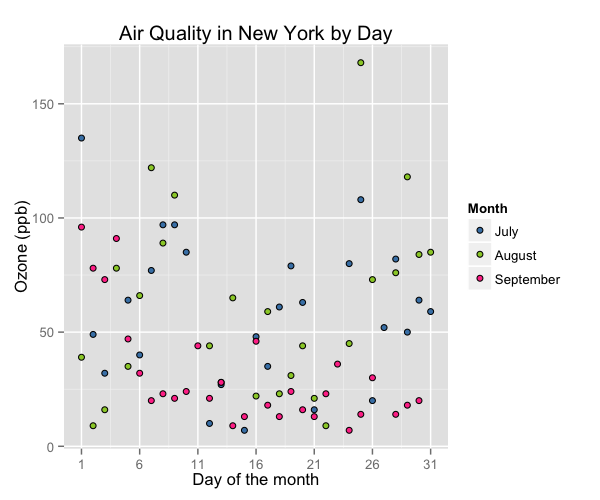 Air Quality in New York by Day
Ozone (ppb)
150
100
50
0
1 6 11 16 21 26 31
Day of the month
Month
July
August
September